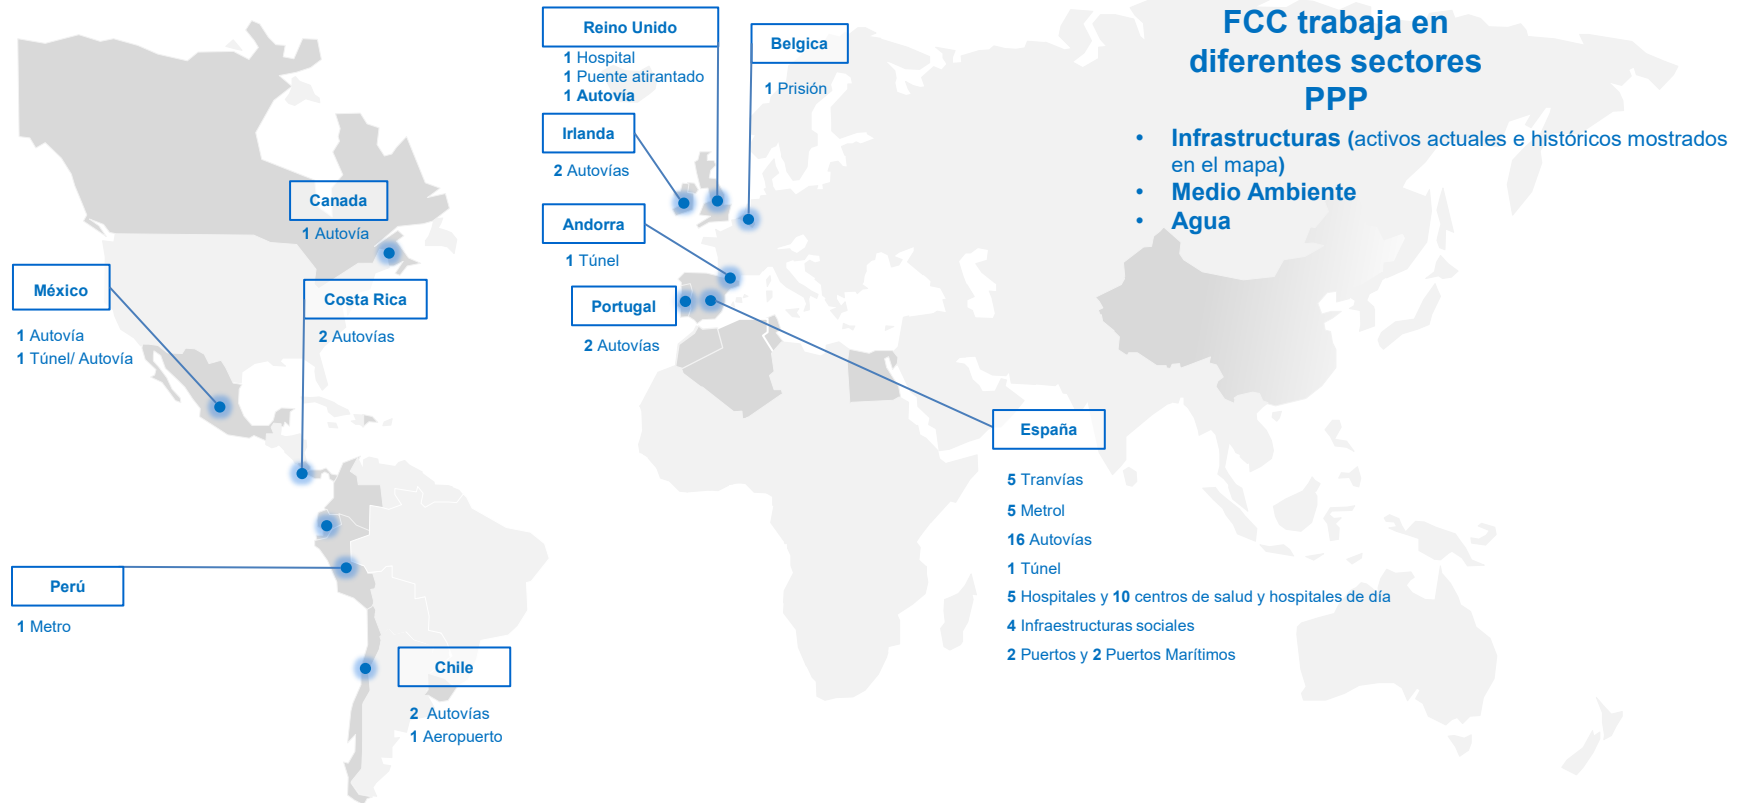 FCC trabaja en
diferentes sectores
PPP
• Infrastructuras (activos actuales e históricos mostrados
en el mapa)
• Medio Ambiente
• Agua
Reino Unido
1 Hospital
1 Puente atirantado
1 Autovía
Belgica
1 Prisión
Irlanda
2 Autovías
Andorra
1 Túnel
Portugal
2 Autovías
Canada
1 Autovía
México
1 Autovía
1 Túnel/ Autovía
Costa Rica
2 Autovías
España
5 Tranvías
5 Metrol
16 Autovías
1 Túnel
5 Hospitales y 10 centros de salud y hospitales de día
4 Infraestructuras sociales
2 Puertos y 2 Puertos Marítimos
Perú
1 Metro
Chile
2 Autovías
1 Aeropuerto